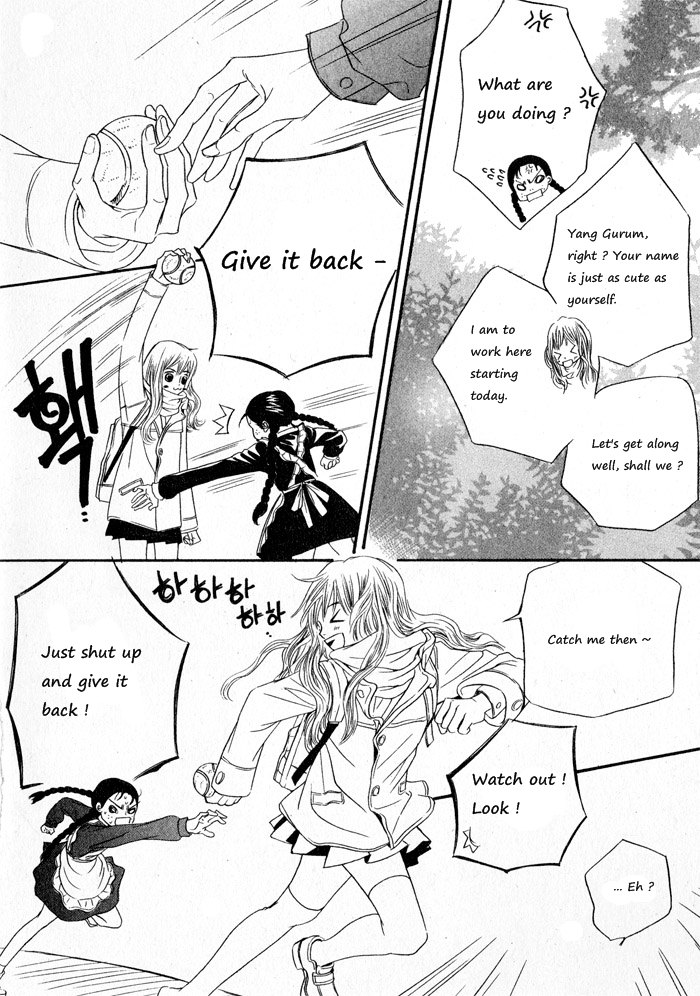 What are
you doing ?
Yang Gurum,
right ? Your name
is just as cute as
yourself.
I am to
work here
starting
today.
Let's get along
well, shall we ?
Give it back -
홱
하하하
하하
Catch me then ~
Just shut up
and give it
back !
Watch out !
Look !
... Eh ?